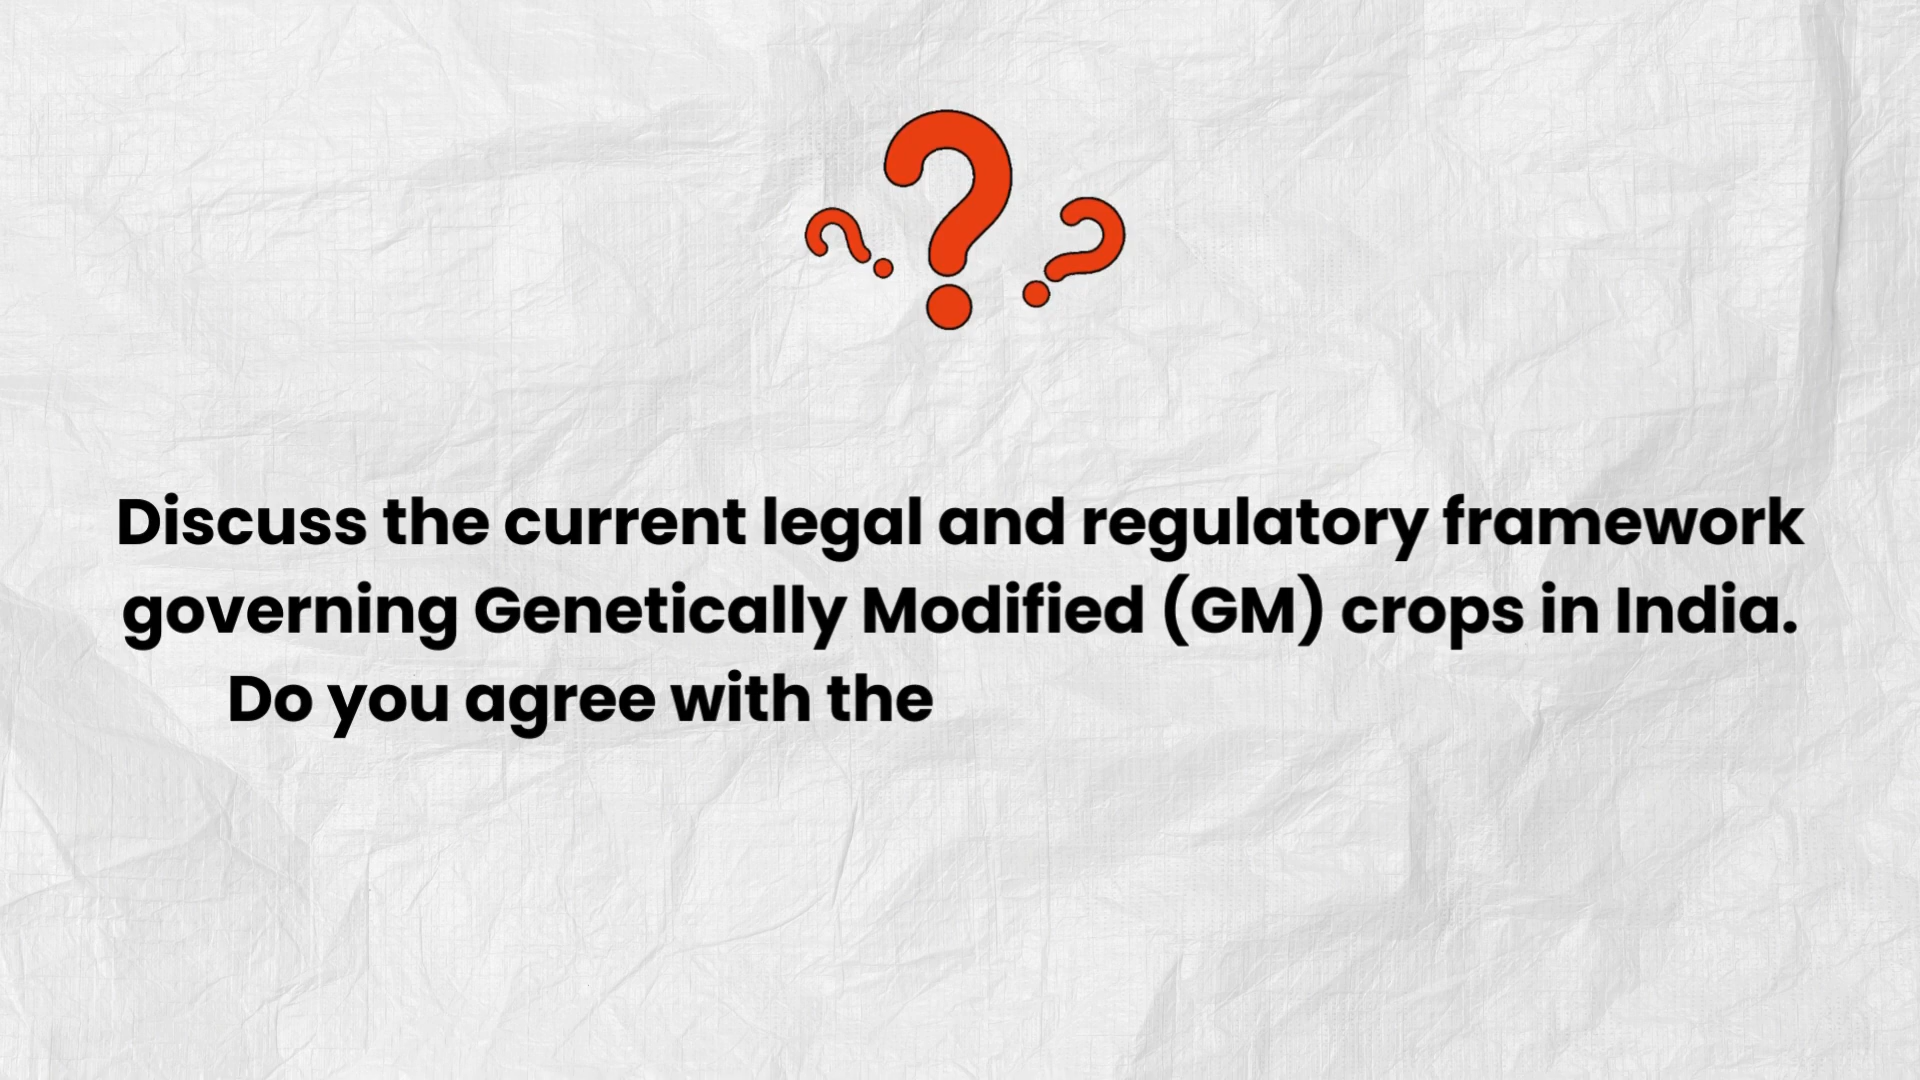 Discuss the current legal and regulatory framework
governing Genetically Modified (GM) crops in India.
Do you agree with the